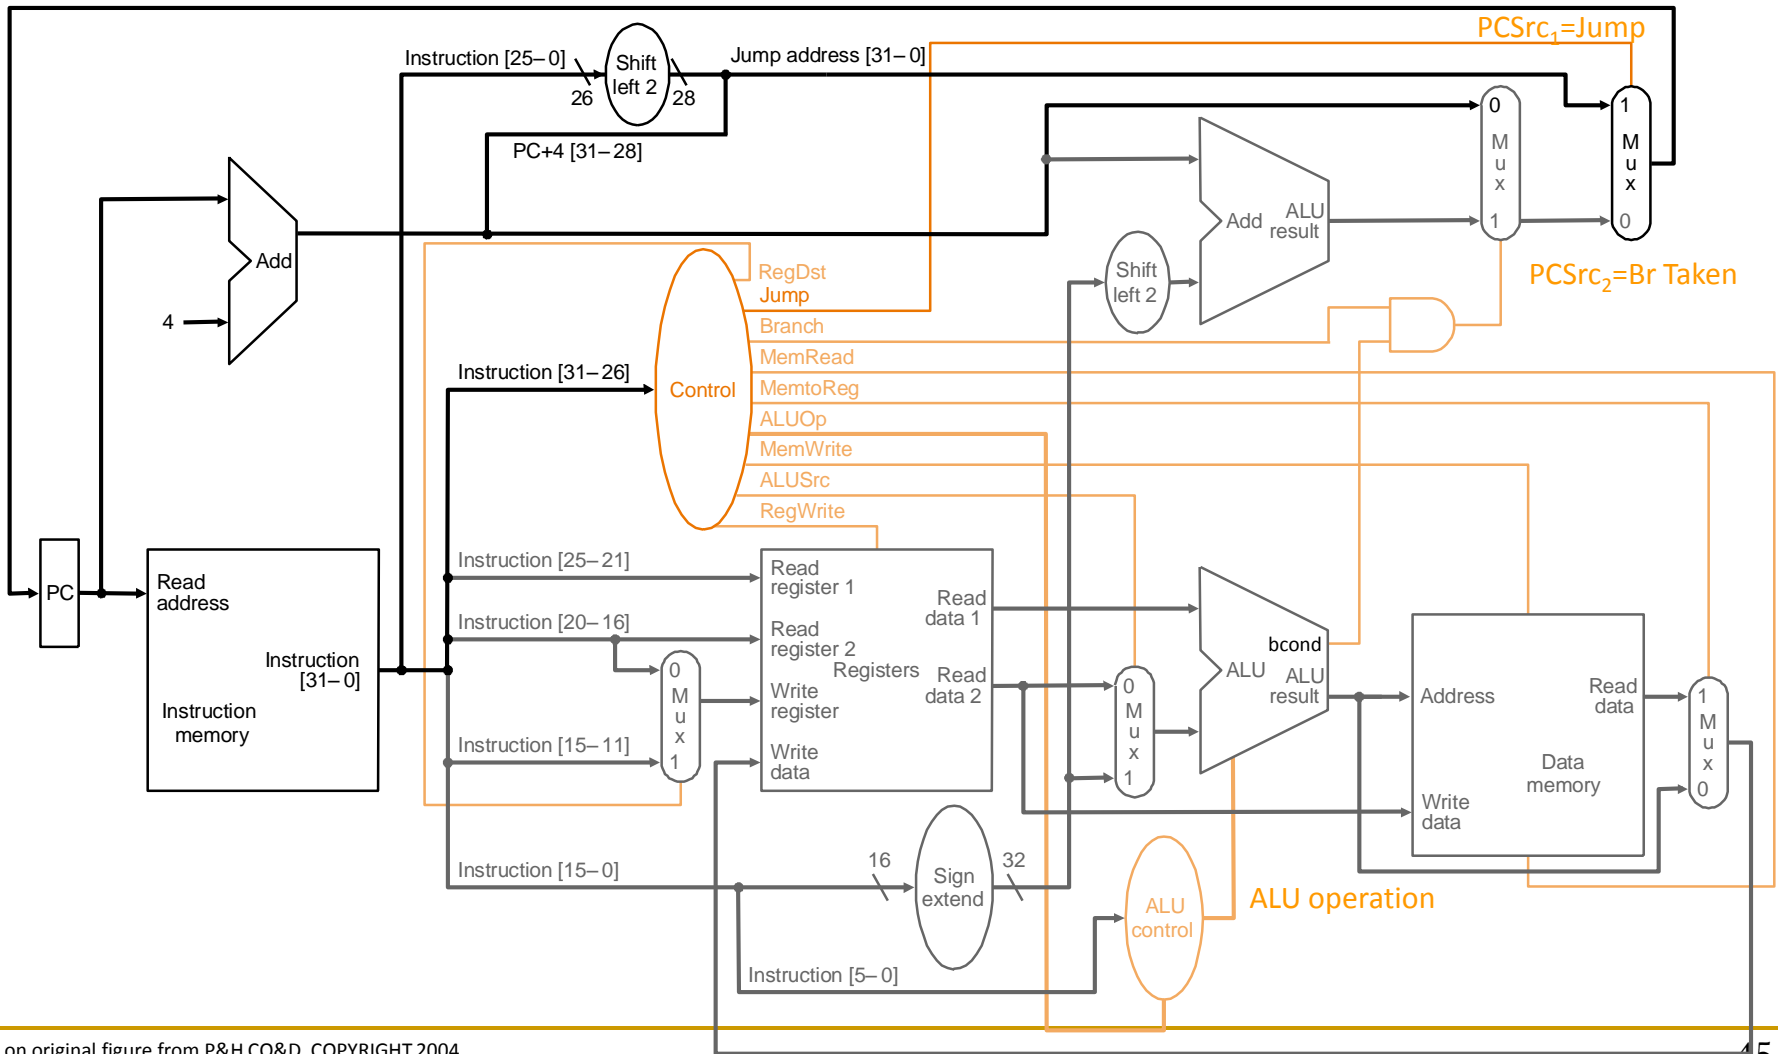 PCSrc1=Jump
Instruction [25–0]
Shift
left 2
Jump address [31–0]
26
28
PC+4 [31–28]
0
M
u
x
1
1
M
u
x
0
Add
ALU
result
Add
4
Shift
left 2
PCSrc2=Br Taken
RegDst
Jump
Branch
MemRead
MemtoReg
ALUOp
MemWrite
ALUSrc
RegWrite
Instruction [31–26]
Control
PC
Read
address
Instruction
[31–0]
Instruction
memory
Instruction [25–21]
Instruction [20–16]
Instruction [15–11]
Instruction [15–0]
Instruction [5–0]
0
M
u
x
1
Read
register 1
Read
register 2
Registers
Write
register
Write
data
Read
data 1
Read
data 2
0
M
u
x
1
bcond
ALU
ALU
result
Address
Read
data
Data
memory
Write
data
1
M
u
x
0
16
Sign
extend
32
ALU
control
ALU operation
on original figure from P&H CO&D, COPYRIGHT 2004
45